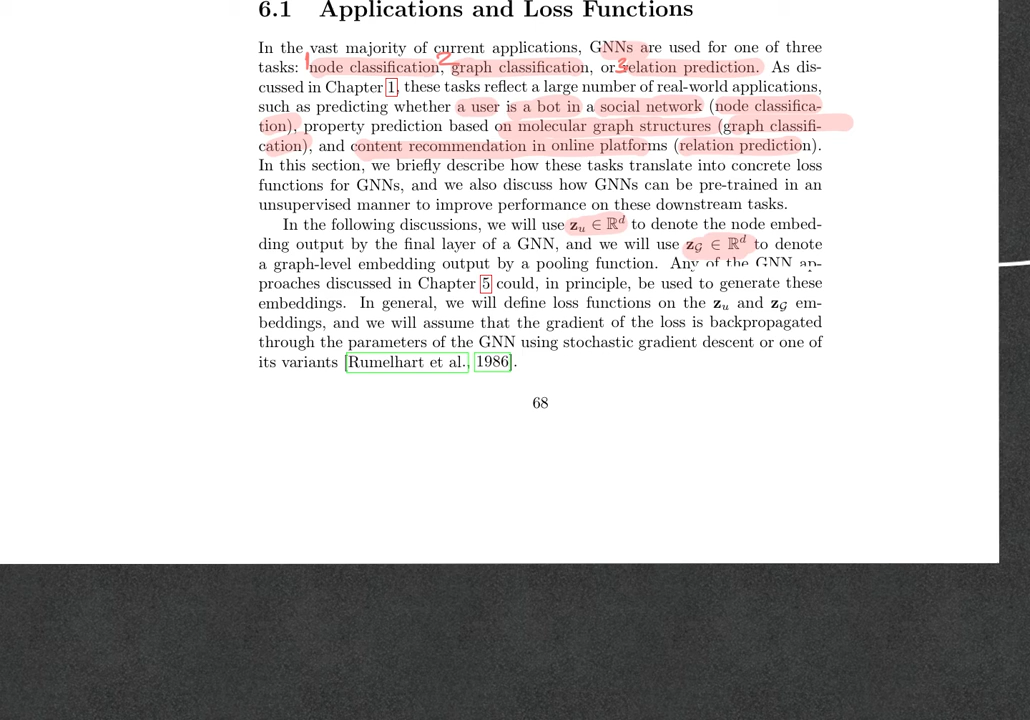 6.1 Applications and Loss Functions
In the vast majority of current applications, GNNs are used for one of three
1 2 3
tasks: node classification, graph classification, or relation prediction. As dis-
cussed in Chapter 1, these tasks reflect a large number of real-world applications,
such as predicting whether a user is a bot in a social network (node classifica-
tion), property prediction based on molecular graph structures (graph classifi-
cation), and content recommendation in online platforms (relation prediction).
In this section, we briefly describe how these tasks translate into concrete loss
functions for GNNs, and we also discuss how GNNs can be pre-trained in an
unsupervised manner to improve performance on these downstream tasks.
In the following discussions, we will use z_u ∈ ℝ^d to denote the node embed-
ding output by the final layer of a GNN, and we will use z_𝒢 ∈ ℝ^d to denote
a graph-level embedding output by a pooling function. Any of the GNN ap-
proaches discussed in Chapter 5 could, in principle, be used to generate these
embeddings. In general, we will define loss functions on the z_u and z_𝒢 em-
beddings, and we will assume that the gradient of the loss is backpropagated
through the parameters of the GNN using stochastic gradient descent or one of
its variants [Rumelhart et al., 1986].
68